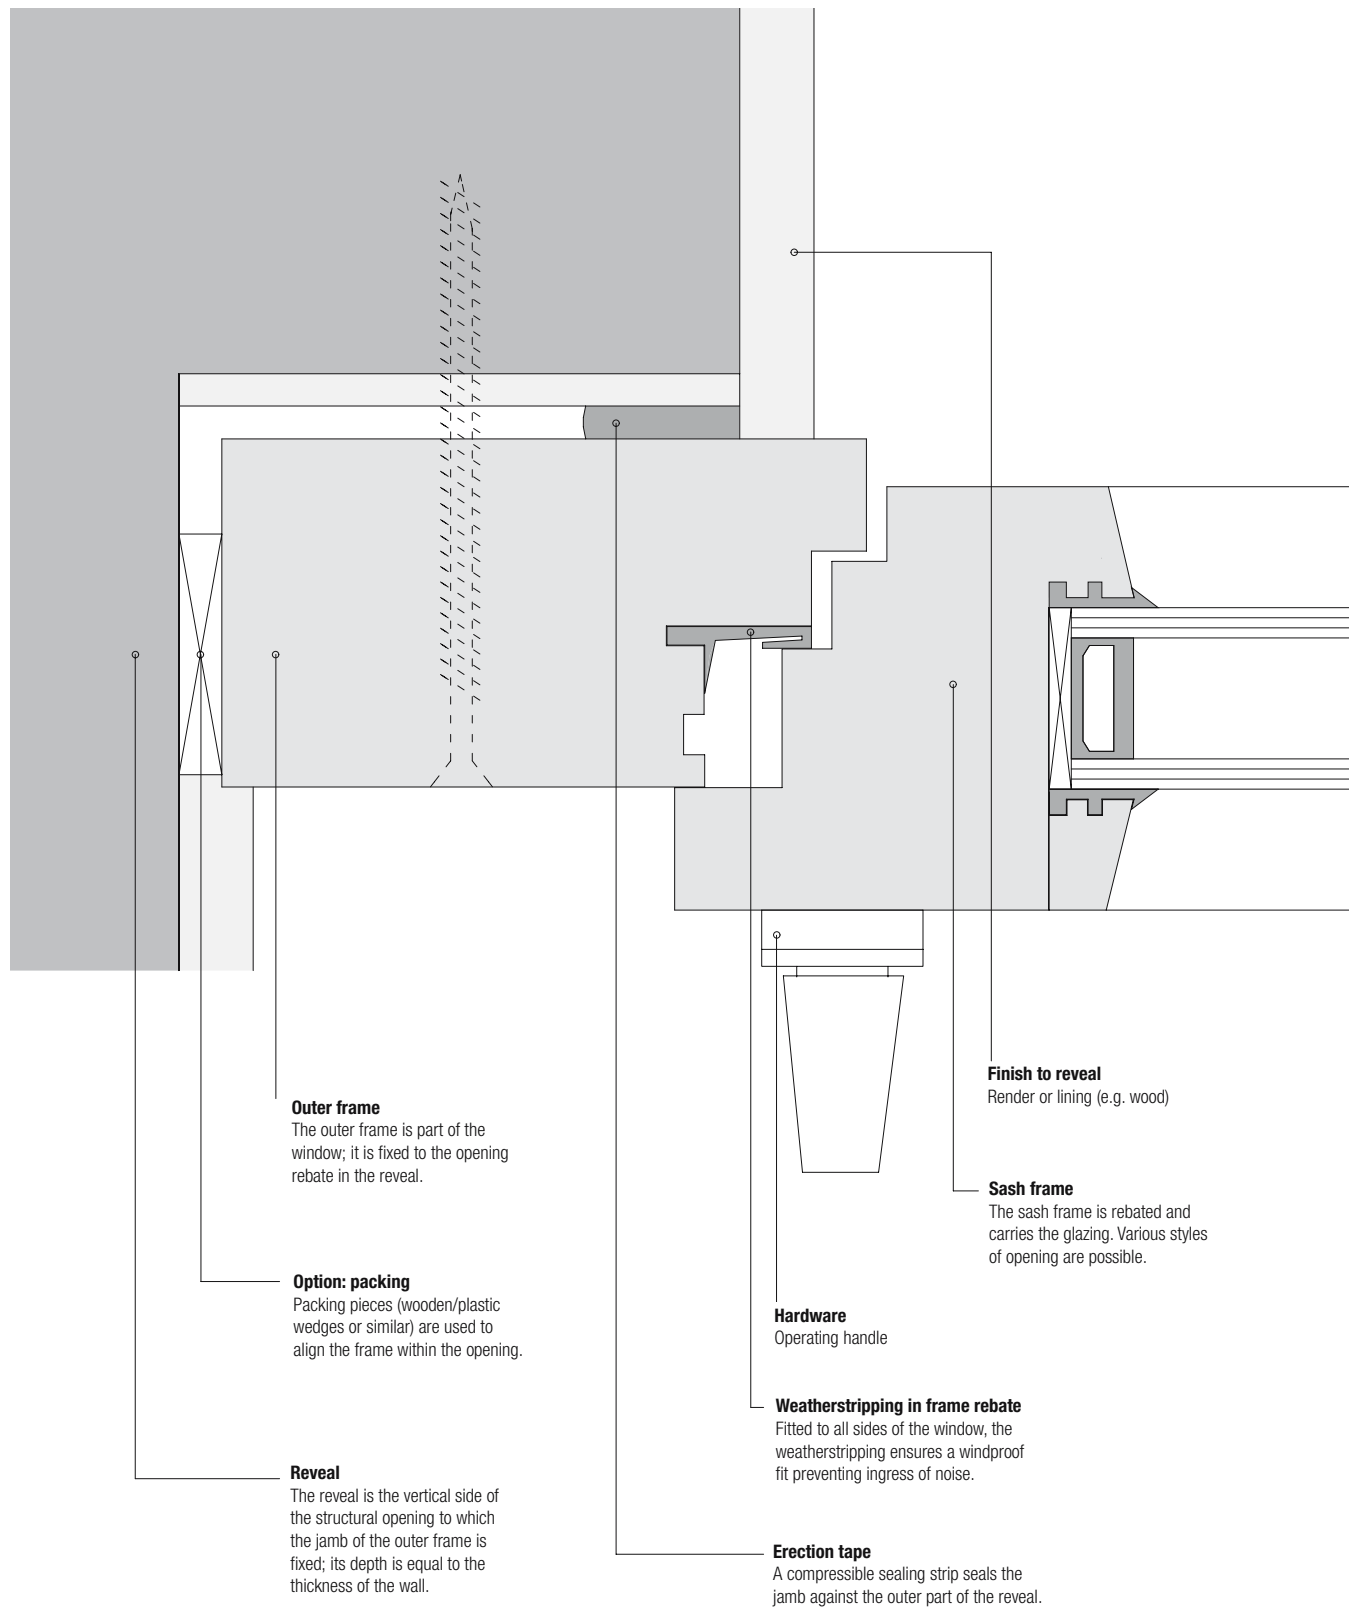 Finish to reveal
Render or lining (e.g. wood)
Outer frame
The outer frame is part of the
window; it is fixed to the opening
rebate in the reveal.
Sash frame
The sash frame is rebated and
carries the glazing. Various styles
of opening are possible.
Option: packing
Packing pieces (wooden/plastic
wedges or similar) are used to
align the frame within the opening.
Hardware
Operating handle
Weatherstripping in frame rebate
Fitted to all sides of the window, the
weatherstripping ensures a windproof
fit preventing ingress of noise.
Reveal
The reveal is the vertical side of
the structural opening to which
the jamb of the outer frame is
fixed; its depth is equal to the
thickness of the wall.
Erection tape
A compressible sealing strip seals the
jamb against the outer part of the reveal.